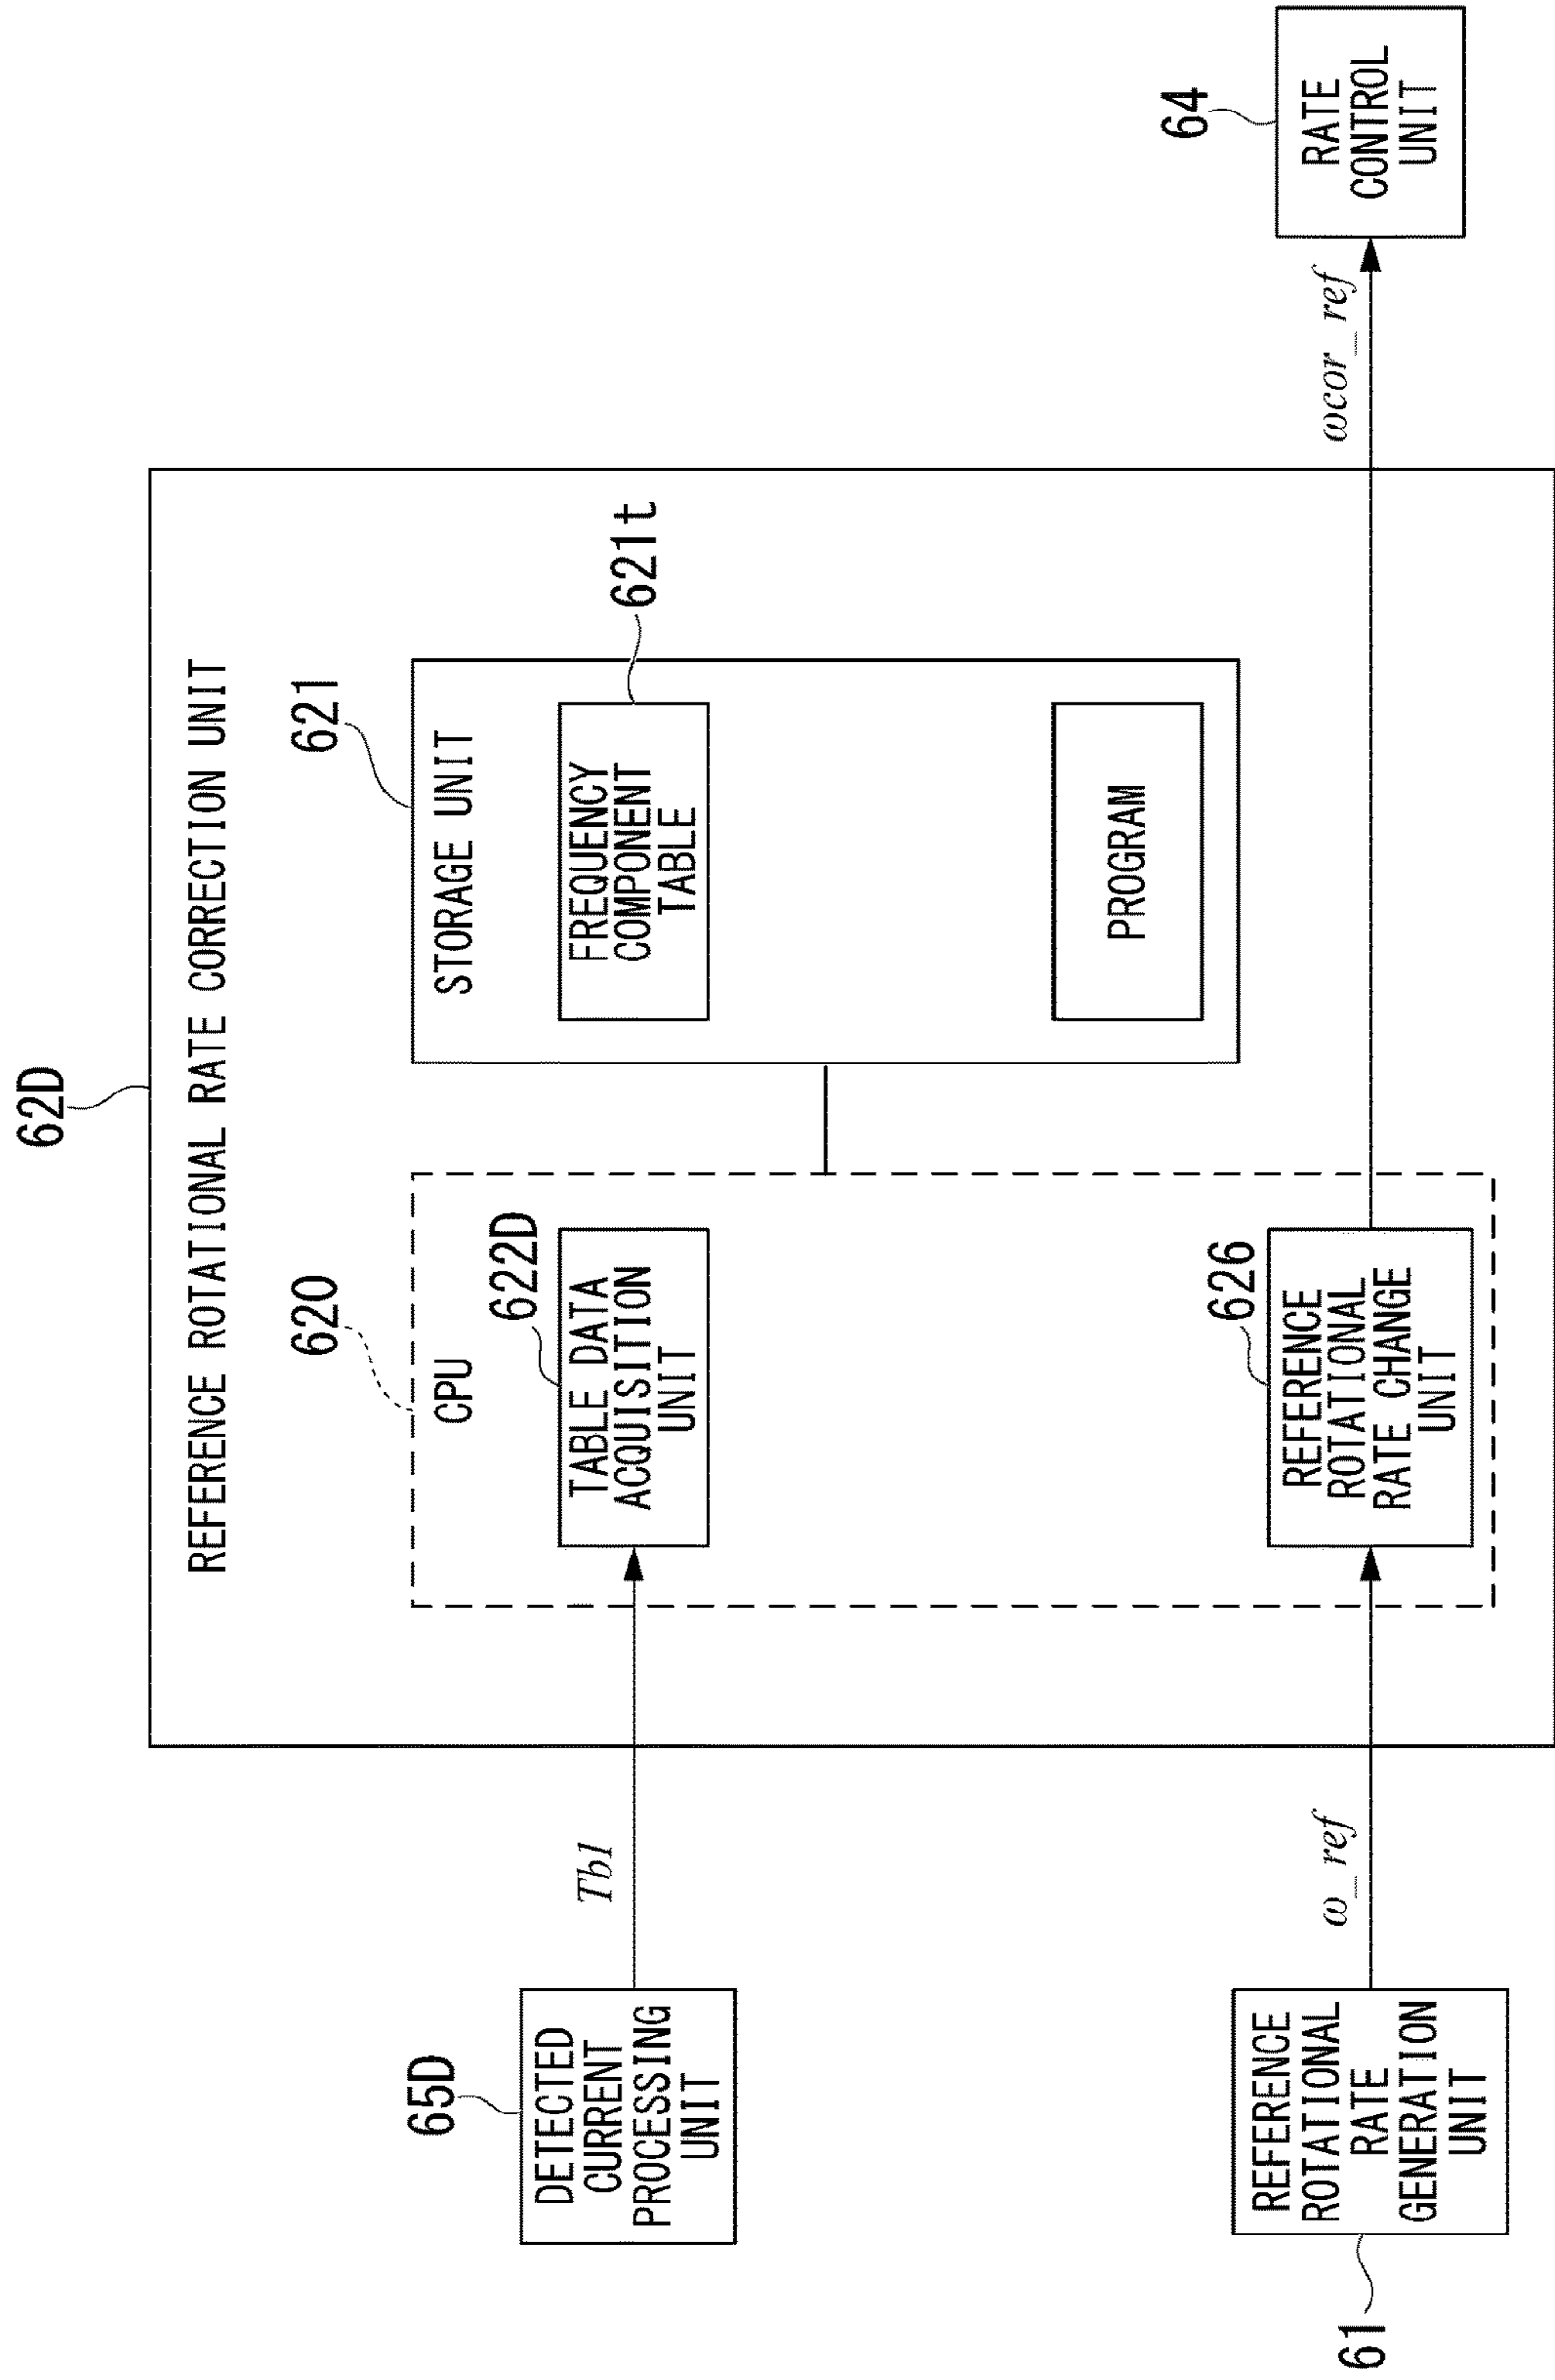 62D
REFERENCE ROTATIONAL RATE CORRECTION UNIT
620
CPU
621
STORAGE UNIT
65D
DETECTED
CURRENT
PROCESSING
UNIT
Tb1
622D
TABLE DATA
ACQUISITION
UNIT
FREQUENCY
COMPONENT
TABLE
621t
PROGRAM
61
REFERENCE
ROTATIONAL
RATE
GENERATION
UNIT
ω_ref
626
REFERENCE
ROTATIONAL
RATE CHANGE
UNIT
ωcor_ref
64
RATE
CONTROL
UNIT